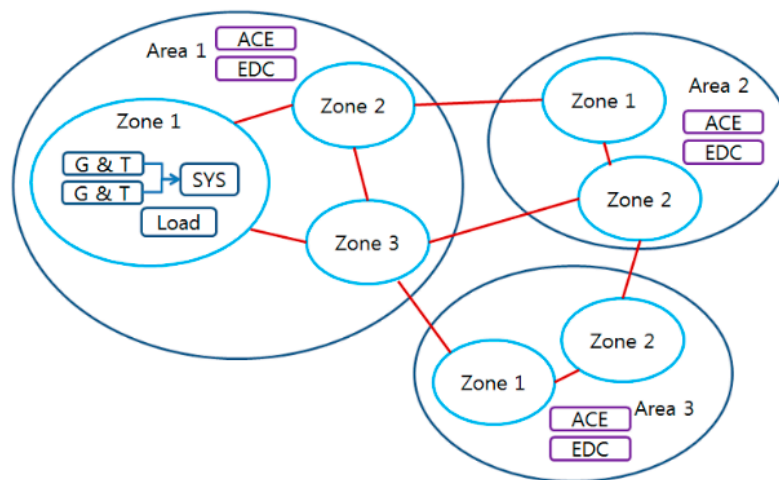 Area 1
ACE
EDC
Zone 1
G & T
G & T
SYS
Load
Zone 2
Zone 3
Area 2
ACE
EDC
Zone 1
Zone 2
Zone 2
Zone 1
Area 3
ACE
EDC